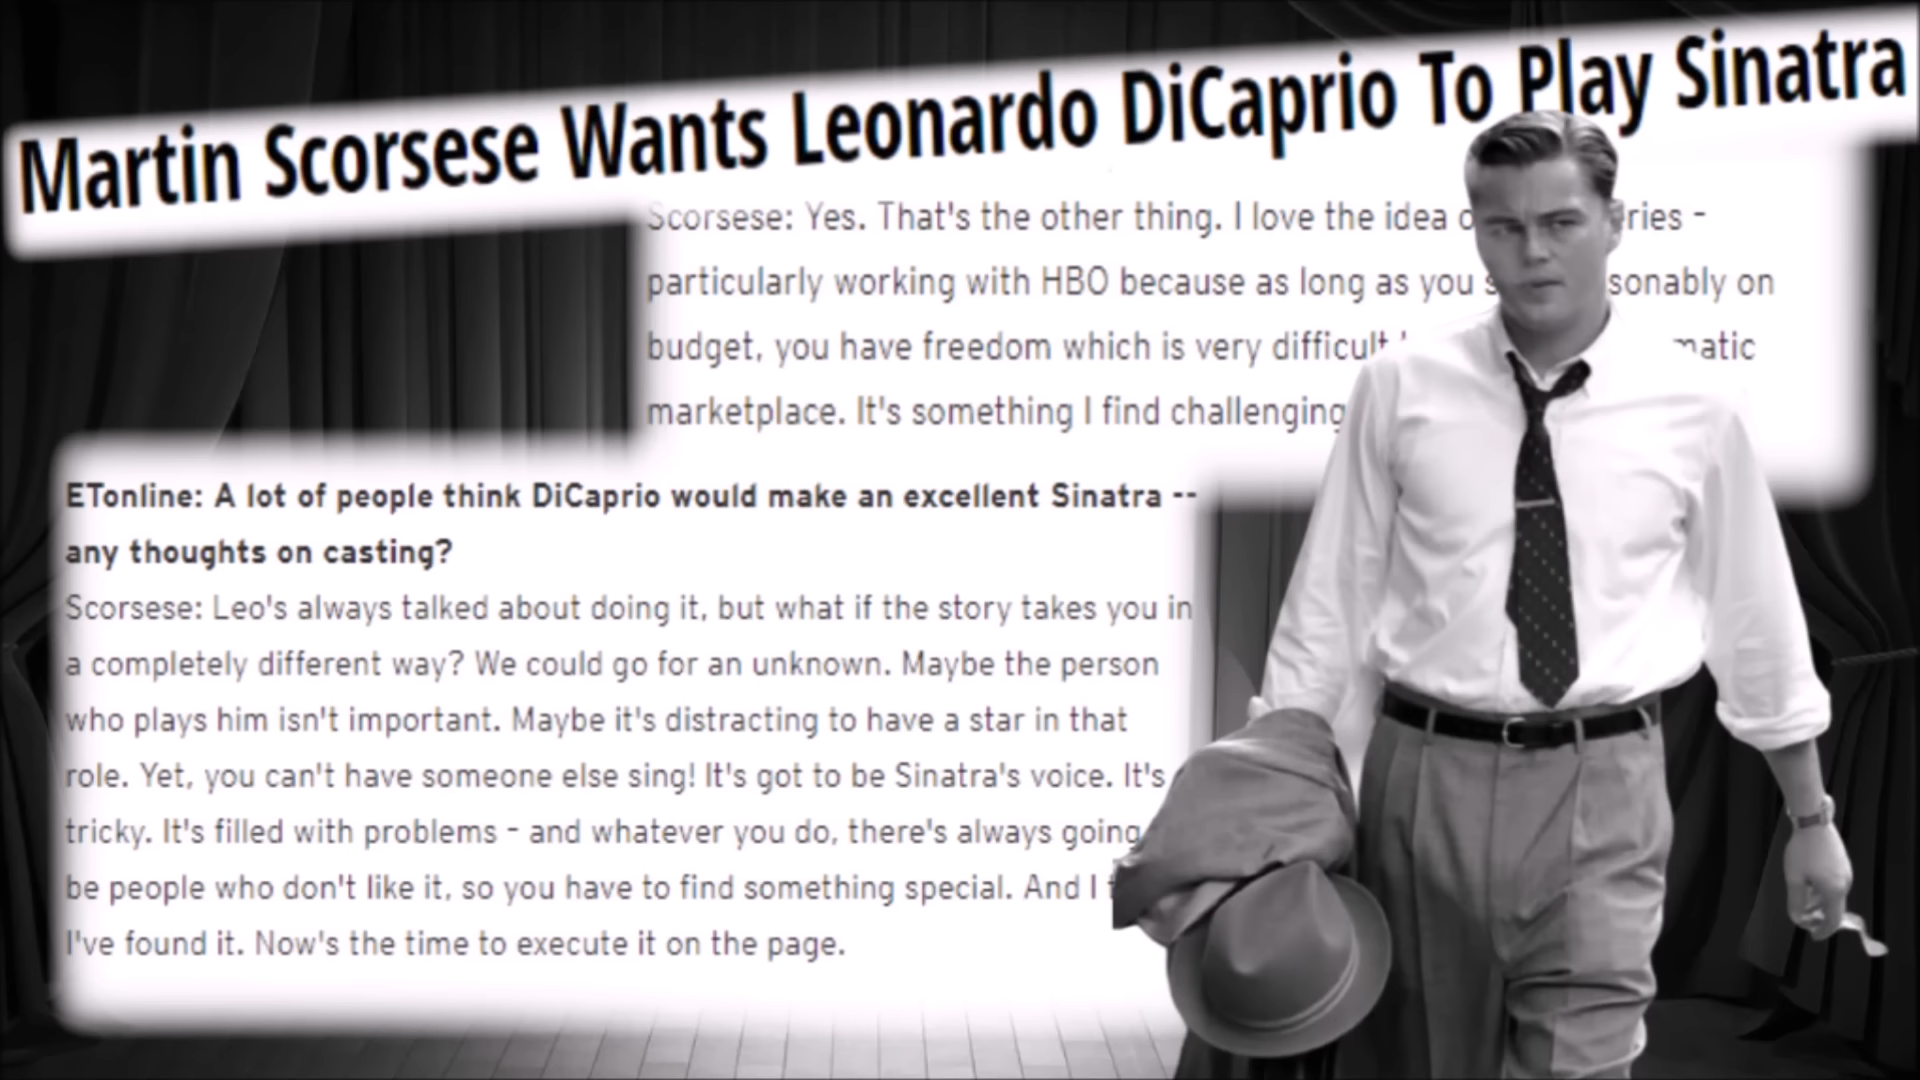 Martin Scorsese Wants Leonardo DiCaprio To Play Sinatra
Scorsese: Yes. That's the other thing. I love the idea -
particularly working with HBO because as long as you on
budget, you have freedom which is very difficult
marketplace. It's something I find challenging
ETonline: A lot of people think DiCaprio would make an excellent Sinatra --
any thoughts on casting?
Scorsese: Leo's always talked about doing it, but what if the story takes you in
a completely different way? We could go for an unknown. Maybe the person
who plays him isn't important. Maybe it's distracting to have a star in that
role. Yet, you can't have someone else sing! It's got to be Sinatra's voice. It's
tricky. It's filled with problems - and whatever you do, there's always going
be people who don't like it, so you have to find something special. And I
I've found it. Now's the time to execute it on the page.